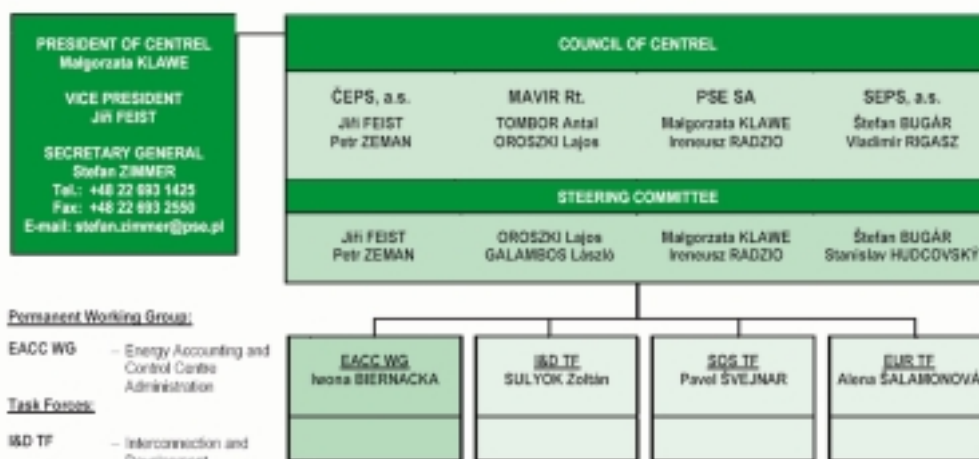 PRESIDENT OF CENTREL
Małgorzata KLAWE
VICE PRESIDENT
Jiří FEIST
SECRETARY GENERAL
Stefan ZIMMER
Tel.: +48 22 693 1425
Fax: +48 22 693 2550
E-mail: stefan.zimmer@pse.pl
COUNCIL OF CENTREL
ČEPS, a.s.
Jiří FEIST
Petr ZEMAN
MAVIR Rt.
TOMBOR Antal
OROSZKI Lajos
PSE SA
Małgorzata KLAWE
Ireneusz RADZIO
SEPS, a.s.
Štefan BUGÁR
Vladimír RIGASZ
STEERING COMMITTEE
Jiří FEIST
Petr ZEMAN
OROSZKI Lajos
GALAMBOS László
Małgorzata KLAWE
Ireneusz RADZIO
Štefan BUGÁR
Stanislav HUDCOVSKÝ
Permanent Working Group:
EACC WG – Energy Accounting and
Control Centre
Administration
Task Forces:
I&D TF – Interconnection and
EACC WG
Iwona BIERNACKA
I&D TF
SULYOK Zoltán
SOS TF
Pavel ŠVEJNAR
EUR TF
Alena ŠALAMONOVÁ